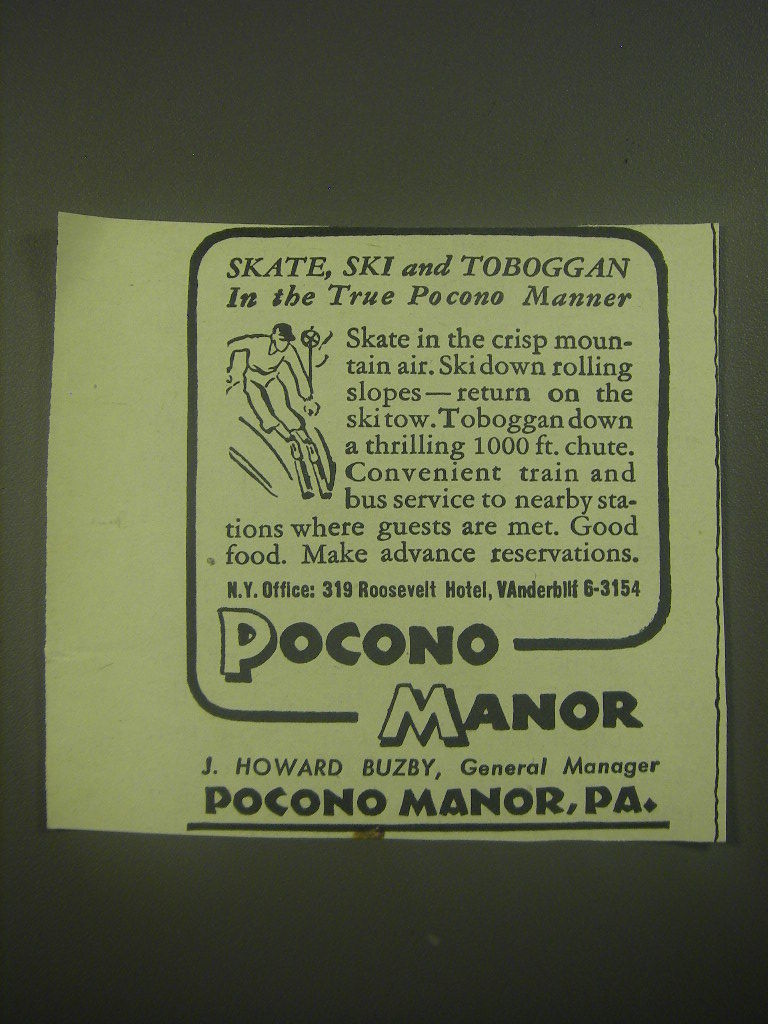 SKATE, SKI and TOBOGGAN
In the True Pocono Manner
Skate in the crisp moun-
tain air. Ski down rolling
slopes — return on the
ski tow. Toboggan down
a thrilling 1000 ft. chute.
Convenient train and
bus service to nearby sta-
tions where guests are met. Good
food. Make advance reservations.
N.Y. Office: 319 Roosevelt Hotel, VAnderbilt 6-3154
POCONO
MANOR
J. HOWARD BUZBY, General Manager
POCONO MANOR, PA.